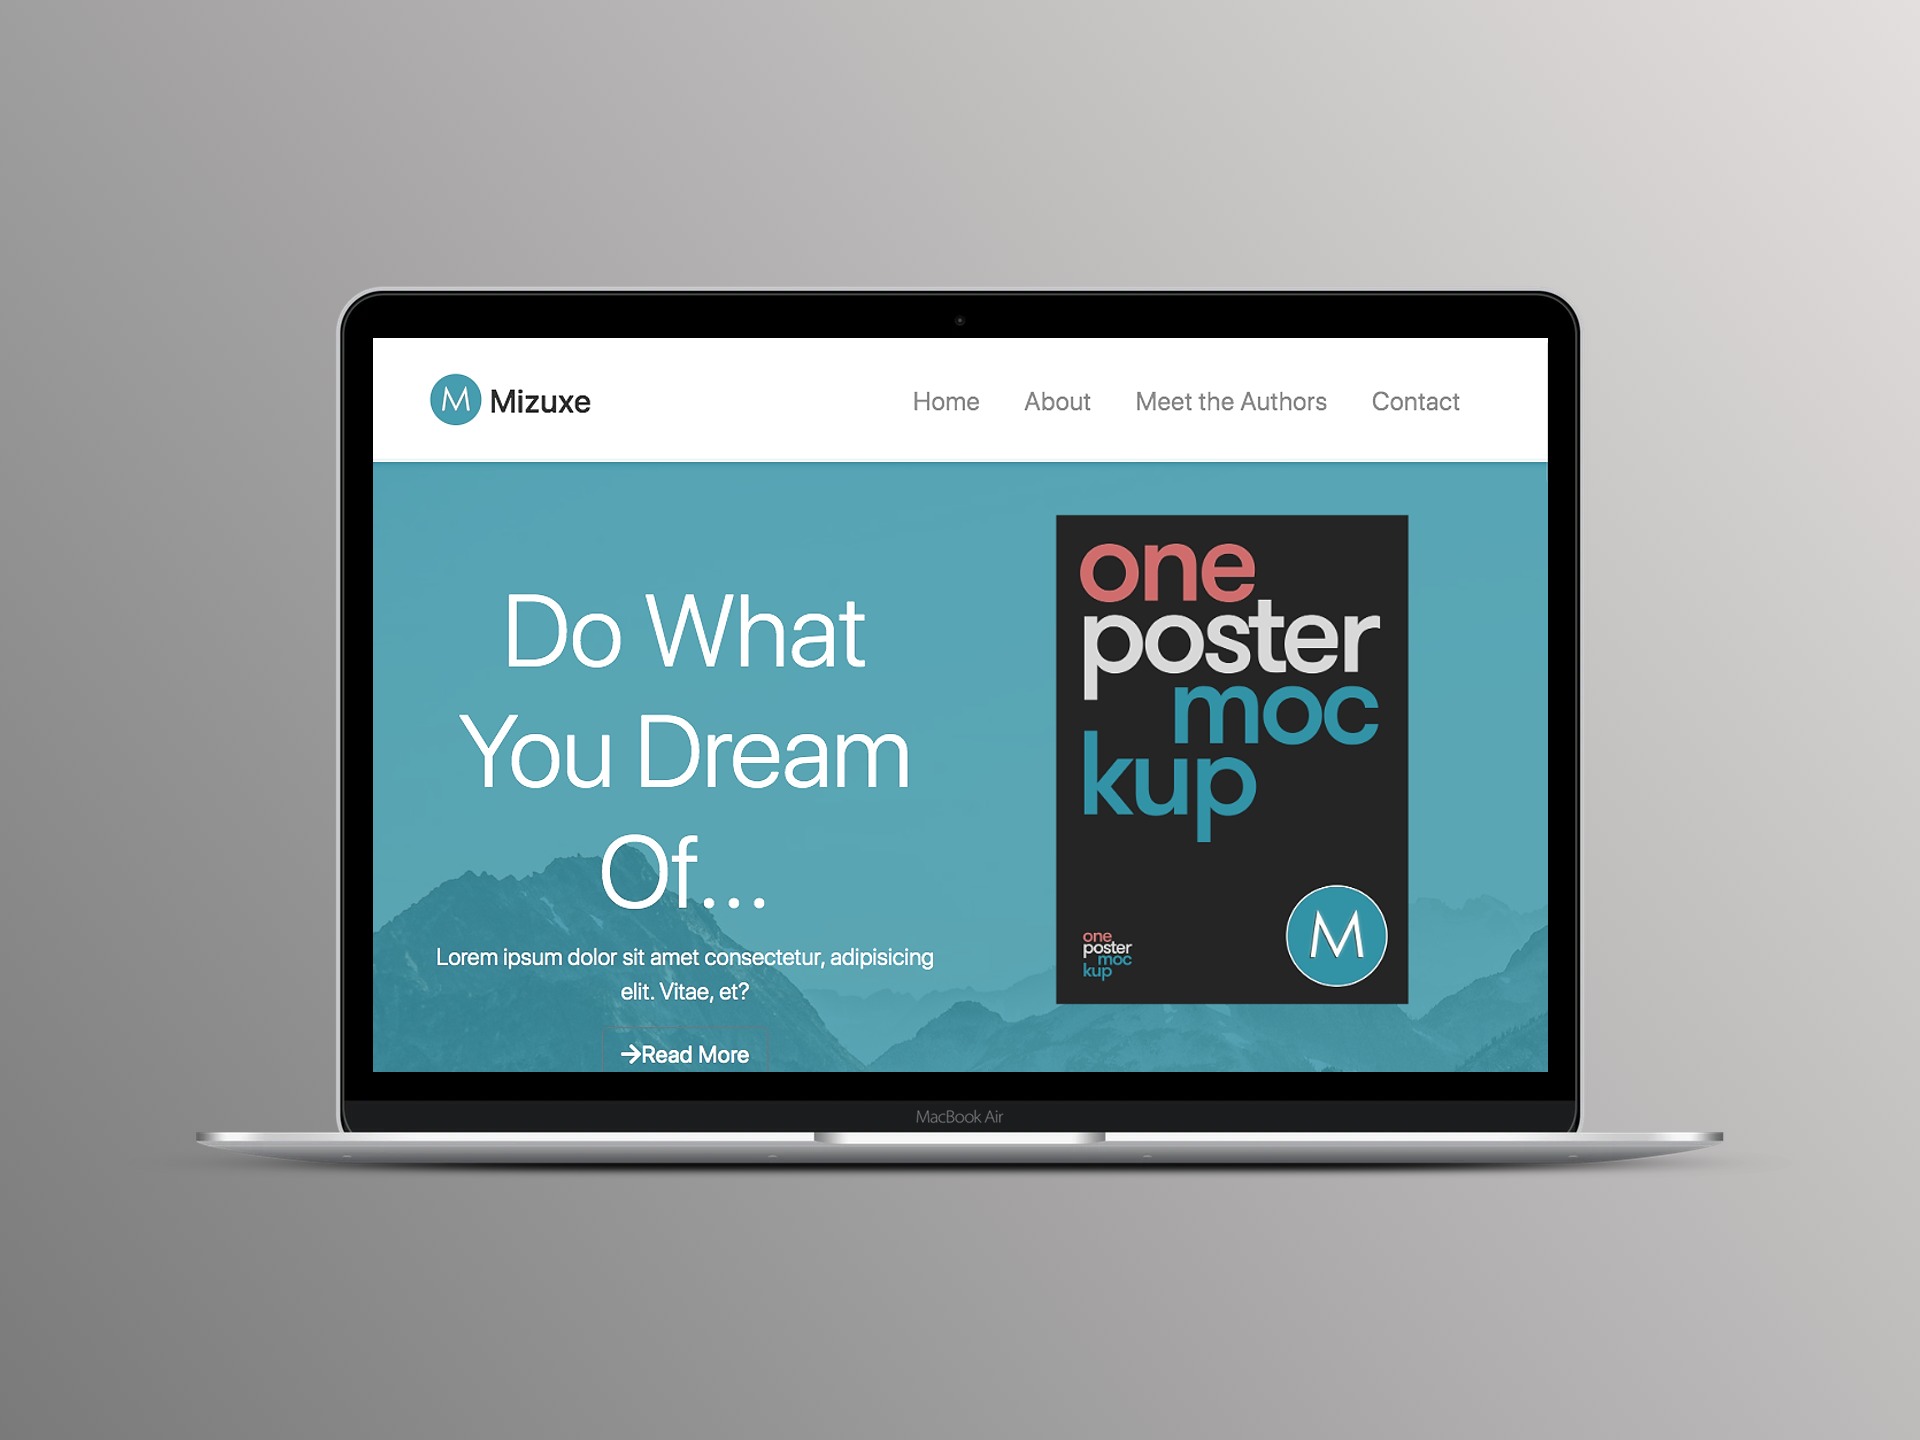 M Mizuxe
Home About Meet the Authors Contact
Do What
You Dream
Of...
Lorem ipsum dolor sit amet consectetur, adipisicing
elit. Vitae, et?
→Read More
one
poster
moc
kup
one
poster
moc
kup
M
MacBook Air